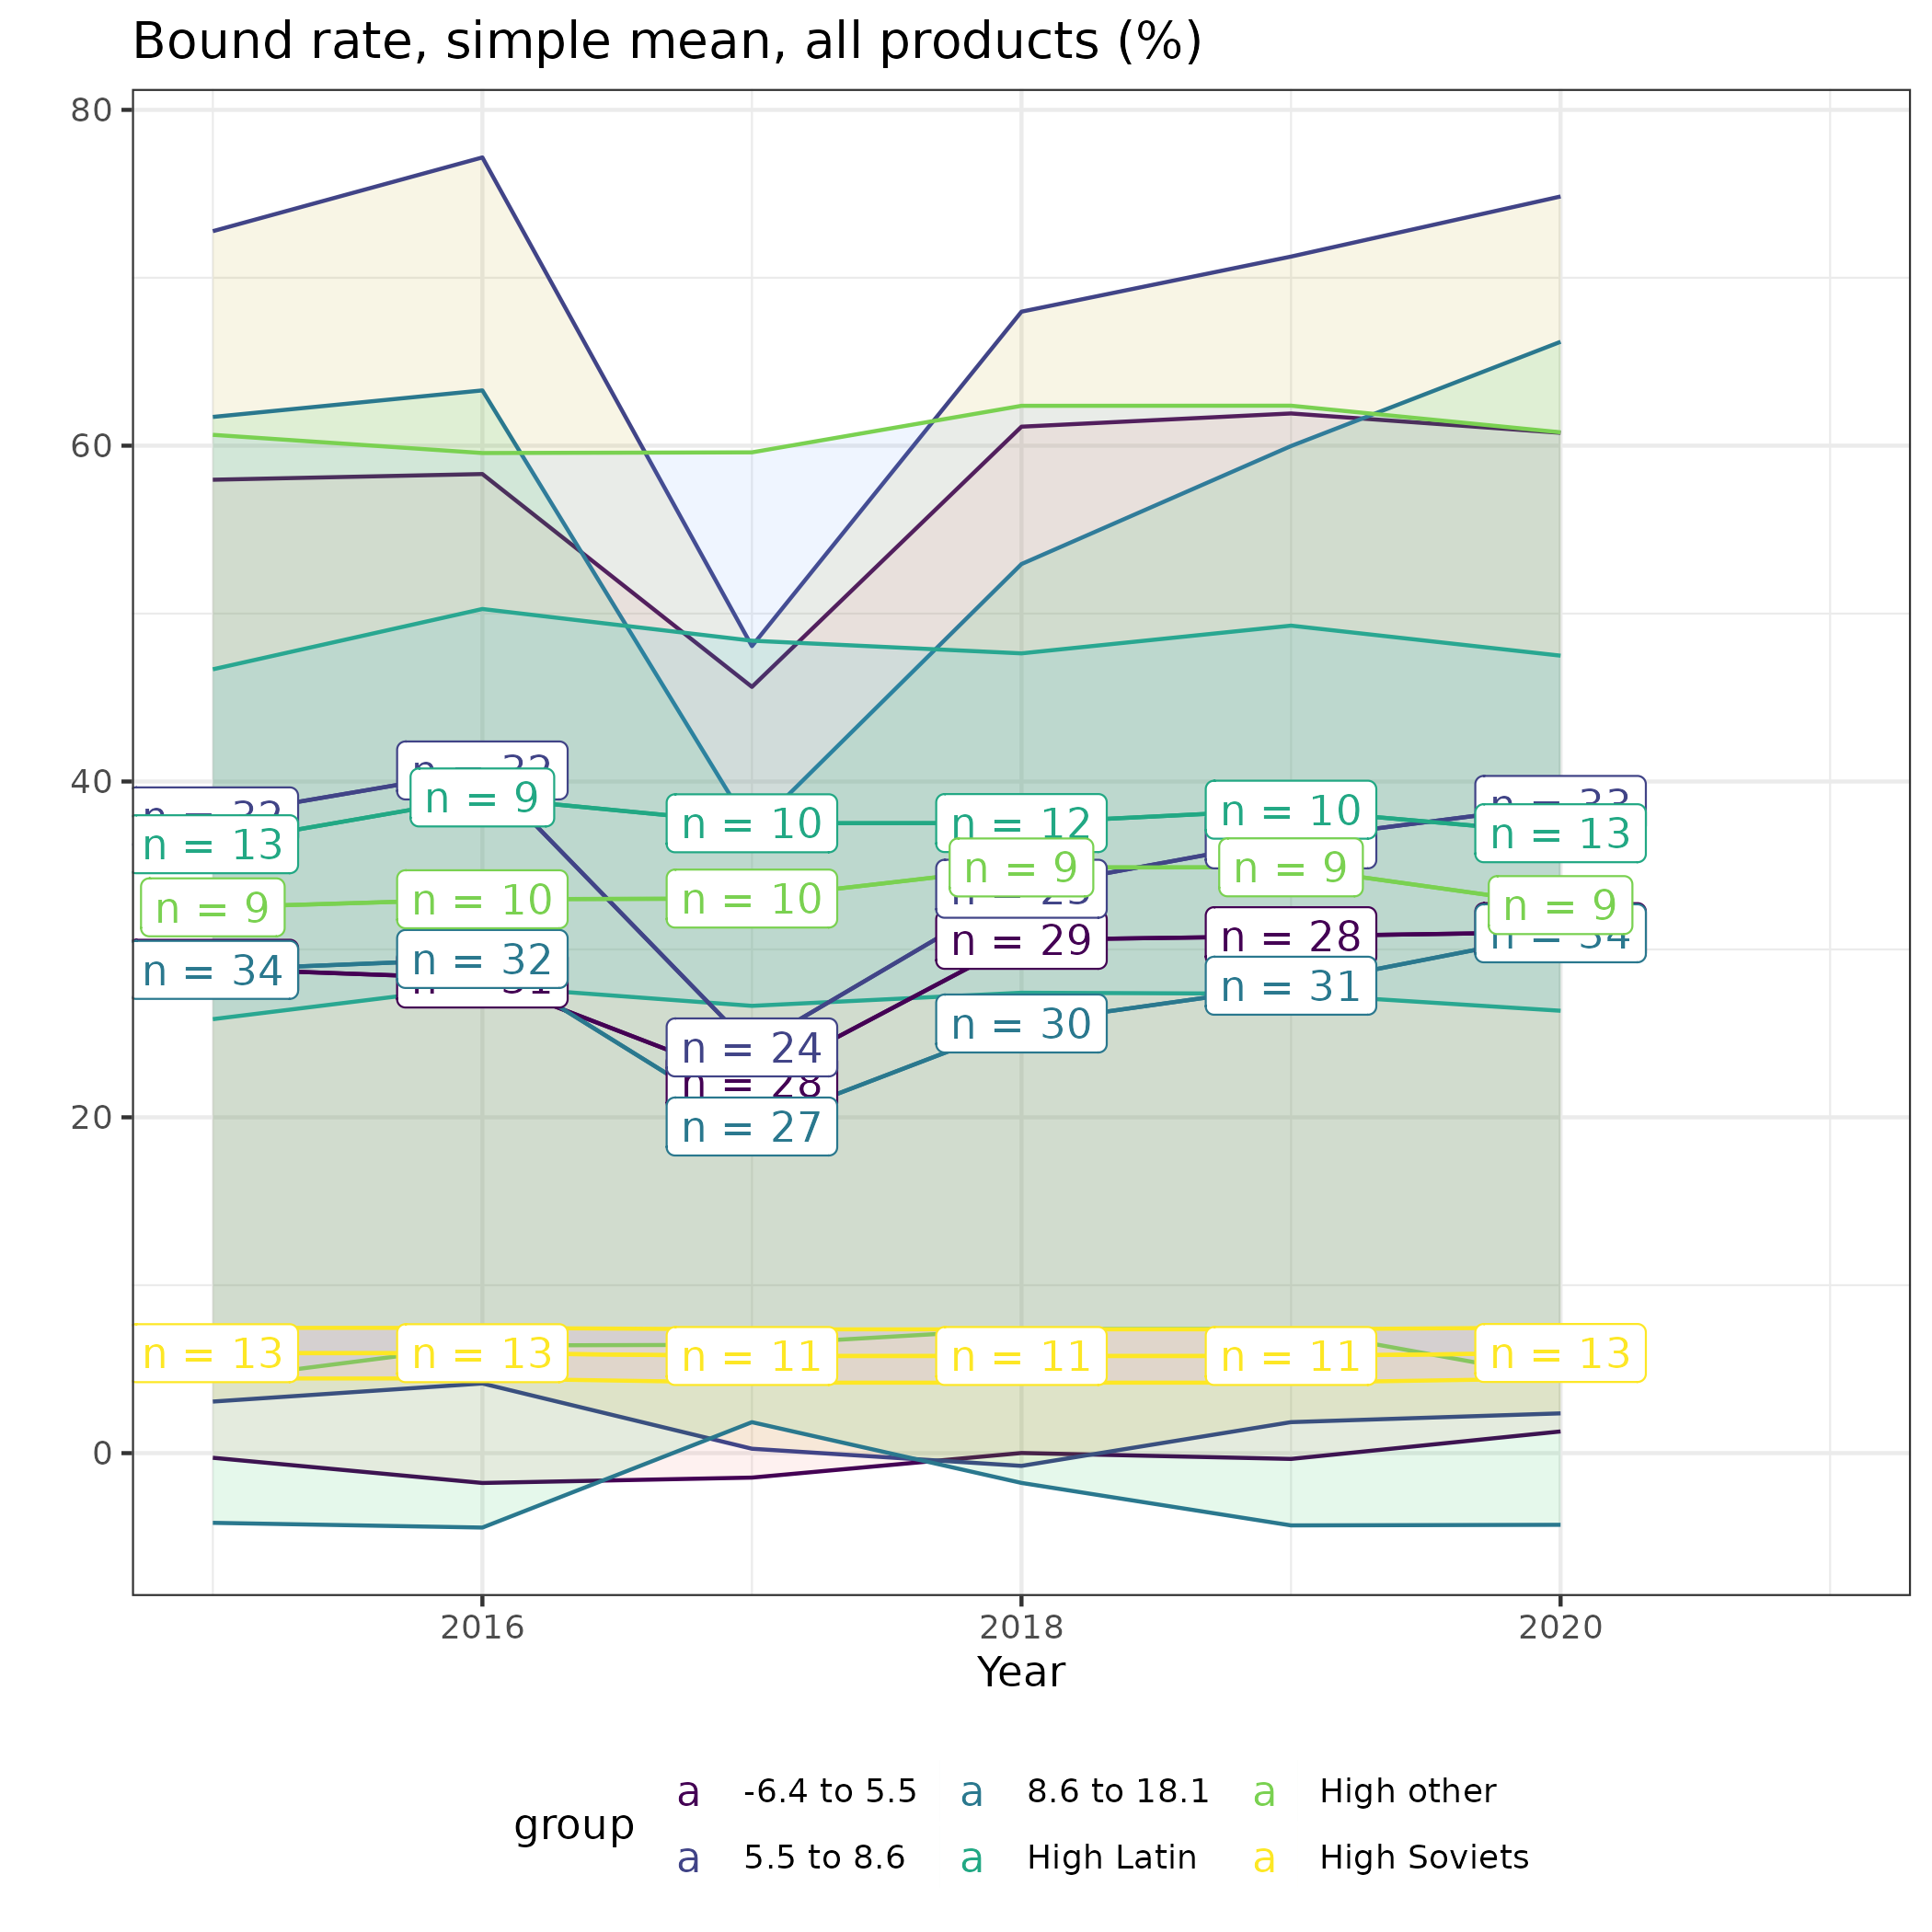 Bound rate, simple mean, all products (%)
80
60
40
20
0
n = 9
n = 10
n = 12
n = 10
n = 13
n = 13
n = 9
n = 9
n = 9
n = 10
n = 10
n = 9
n = 29
n = 28
n = 34
n = 32
n = 31
n = 30
n = 24
n = 28
n = 27
n = 13
n = 13
n = 11
n = 11
n = 11
n = 13
2016
2018
2020
Year
group
a -6.4 to 5.5 a 8.6 to 18.1 a High other
a 5.5 to 8.6 a High Latin a High Soviets